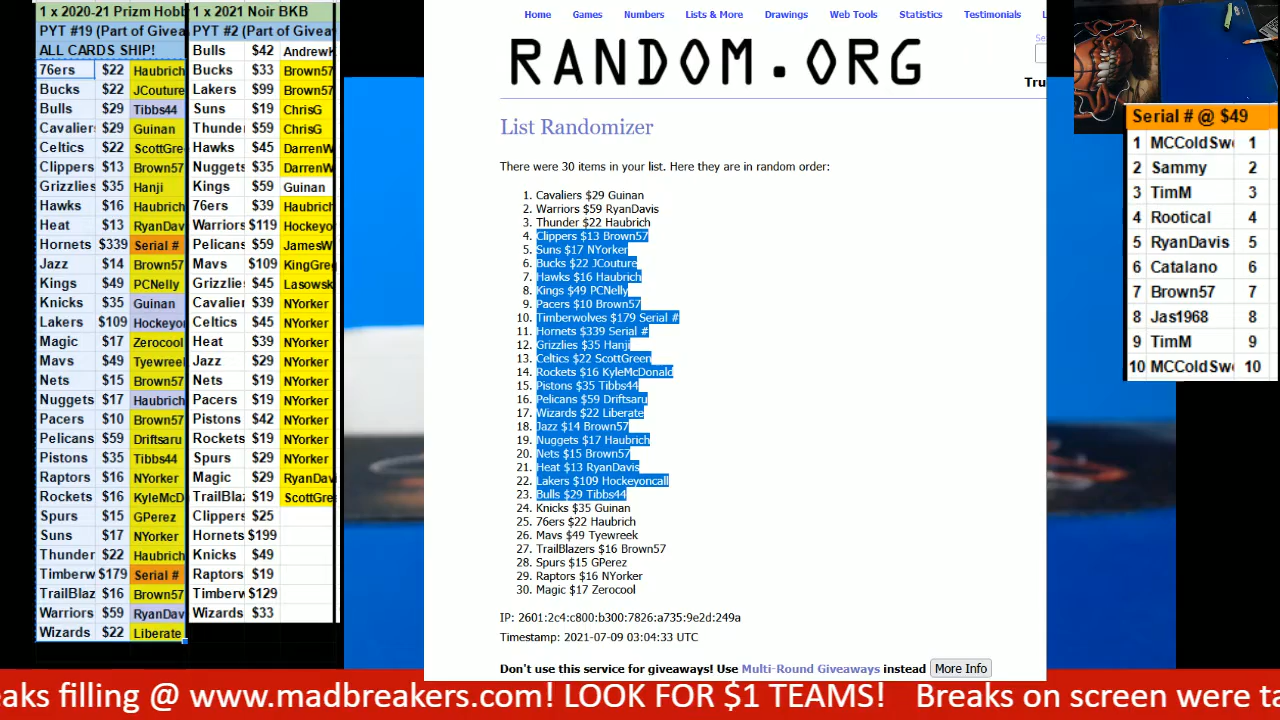 1 x 2020-21 Prizm Hobb
PYT #19 (Part of Givea
ALL CARDS SHIP!
76ers $22 Haubrich
Bucks $22 JCouture
Bulls $29 Tibbs44
Cavaliers $29 Guinan
Celtics $22 ScottGre
Clippers $13 Brown57
Grizzlies $35 Hanji
Hawks $16 Haubrich
Heat $13 RyanDav
Hornets $339 Serial #
Jazz $14 Brown57
Kings $49 PCNelly
Knicks $35 Guinan
Lakers $109 Hockeyo
Magic $17 Zerocool
Mavs $49 Tyewreek
Nets $15 Brown57
Nuggets $17 Haubrich
Pacers $10 Brown57
Pelicans $59 Driftsaru
Pistons $35 Tibbs44
Raptors $16 NYorker
Rockets $16 KyleMcD
Spurs $15 GPerez
Suns $17 NYorker
Thunder $22 Haubrich
Timberw $179 Serial #
TrailBlaz $16 Brown57
Warriors $59 RyanDav
Wizards $22 Liberate
1 x 2021 Noir BKB
PYT #2 (Part of Giveaw
Bulls $42 AndrewK
Bucks $33 Brown57
Lakers $99 Brown57
Suns $19 ChrisG
Thunde $59 ChrisG
Hawks $45 DarrenW
Nuggets $35 DarrenW
Kings $59 Guinan
76ers $39 Haubrich
Warriors $119 Hockeyo
Pelicans $59 JamesW
Mavs $109 KingGre
Grizzlies $45 Lasowsk
Cavalier $39 NYorker
Celtics $45 NYorker
Heat $39 NYorker
Jazz $29 NYorker
Nets $19 NYorker
Pacers $19 NYorker
Pistons $42 NYorker
Rockets $19 NYorker
Spurs $29 NYorker
Magic $29 RyanDav
TrailBlaz $19 ScottGre
Clippers $25
Hornets $199
Knicks $49
Raptors $19
Timberw $129
Wizards $33
Home Games Numbers Lists & More Drawings Web Tools Statistics Testimonials
RANDOM.ORG
Tru
List Randomizer
There were 30 items in your list. Here they are in random order:
1. Cavaliers $29 Guinan
2. Warriors $59 RyanDavis
3. Thunder $22 Haubrich
4. Clippers $13 Brown57
5. Suns $17 NYorker
6. Bucks $22 JCouture
7. Hawks $16 Haubrich
8. Kings $49 PCNelly
9. Pacers $10 Brown57
10. Timberwolves $179 Serial #
11. Hornets $339 Serial #
12. Grizzlies $35 Hanji
13. Celtics $22 ScottGreen
14. Rockets $16 KyleMcDonald
15. Pistons $35 Tibbs44
16. Pelicans $59 Driftsaru
17. Wizards $22 Liberate
18. Jazz $14 Brown57
19. Nuggets $17 Haubrich
20. Nets $15 Brown57
21. Heat $13 RyanDavis
22. Lakers $109 Hockeyoncall
23. Bulls $29 Tibbs44
24. Knicks $35 Guinan
25. 76ers $22 Haubrich
26. Mavs $49 Tyewreek
27. TrailBlazers $16 Brown57
28. Spurs $15 GPerez
29. Raptors $16 NYorker
30. Magic $17 Zerocool
IP: 2601:2c4:c800:b300:7826:a735:9e2d:249a
Timestamp: 2021-07-09 03:04:33 UTC
Don't use this service for giveaways! Use Multi-Round Giveaways instead More Info
Serial # @ $49
1 MCColdSwe 1
2 Sammy 2
3 TimM 3
4 Rootical 4
5 RyanDavis 5
6 Catalano 6
7 Brown57 7
8 Jas1968 8
9 TimM 9
10 MCColdSw 10
eaks filling @ www.madbreakers.com! LOOK FOR $1 TEAMS! Breaks on screen were ta